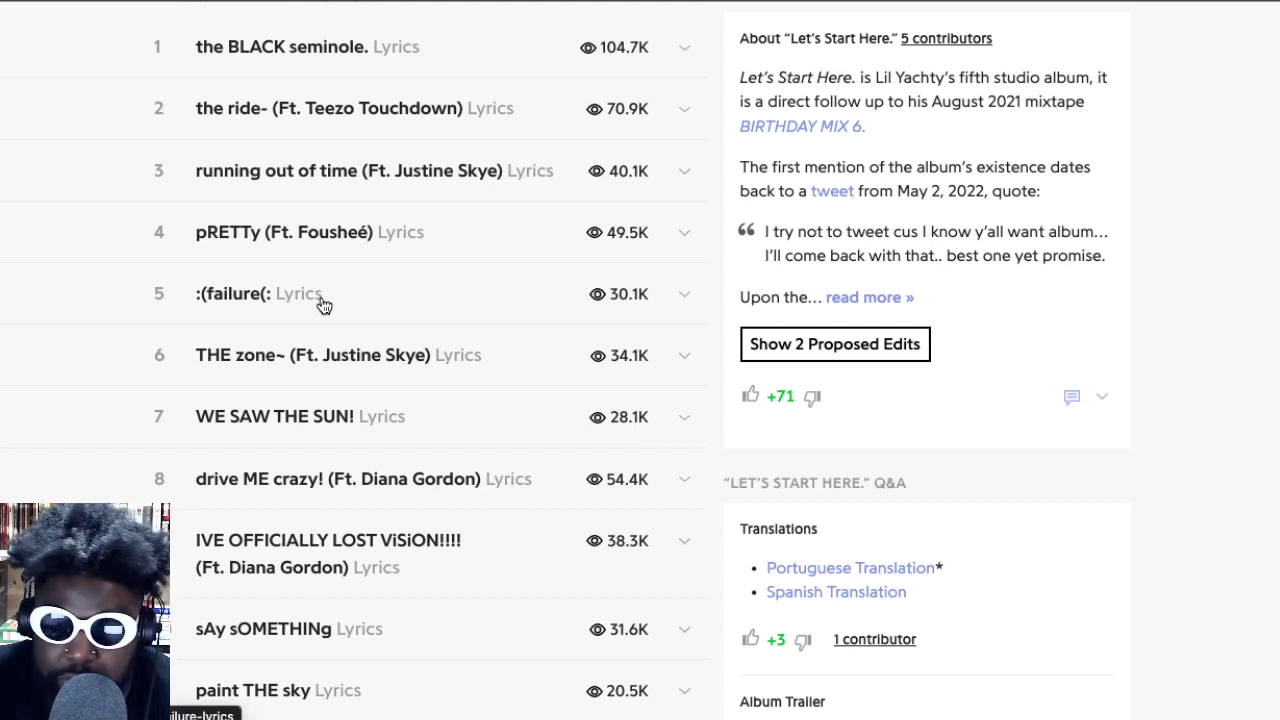 1 the BLACK seminole. Lyrics 104.7K
2 the ride- (Ft. Teezo Touchdown) Lyrics 70.9K
3 running out of time (Ft. Justine Skye) Lyrics 40.1K
4 pRETTy (Ft. Fousheé) Lyrics 49.5K
5 :(failure(: Lyrics 30.1K
6 THE zone~ (Ft. Justine Skye) Lyrics 34.1K
7 WE SAW THE SUN! Lyrics 28.1K
8 drive ME crazy! (Ft. Diana Gordon) Lyrics 54.4K
IVE OFFICIALLY LOST ViSiON!!!! 38.3K
(Ft. Diana Gordon) Lyrics
sAy sOMETHINg Lyrics 31.6K
paint THE sky Lyrics 20.5K
ilure-lyrics
About “Let’s Start Here.” 5 contributors
Let’s Start Here. is Lil Yachty’s fifth studio album, it
is a direct follow up to his August 2021 mixtape
BIRTHDAY MIX 6.
The first mention of the album’s existence dates
back to a tweet from May 2, 2022, quote:
“ I try not to tweet cus I know y’all want album…
I’ll come back with that.. best one yet promise.
Upon the… read more »
Show 2 Proposed Edits
+71
“LET’S START HERE.” Q&A
Translations
• Portuguese Translation*
• Spanish Translation
+3 1 contributor
Album Trailer